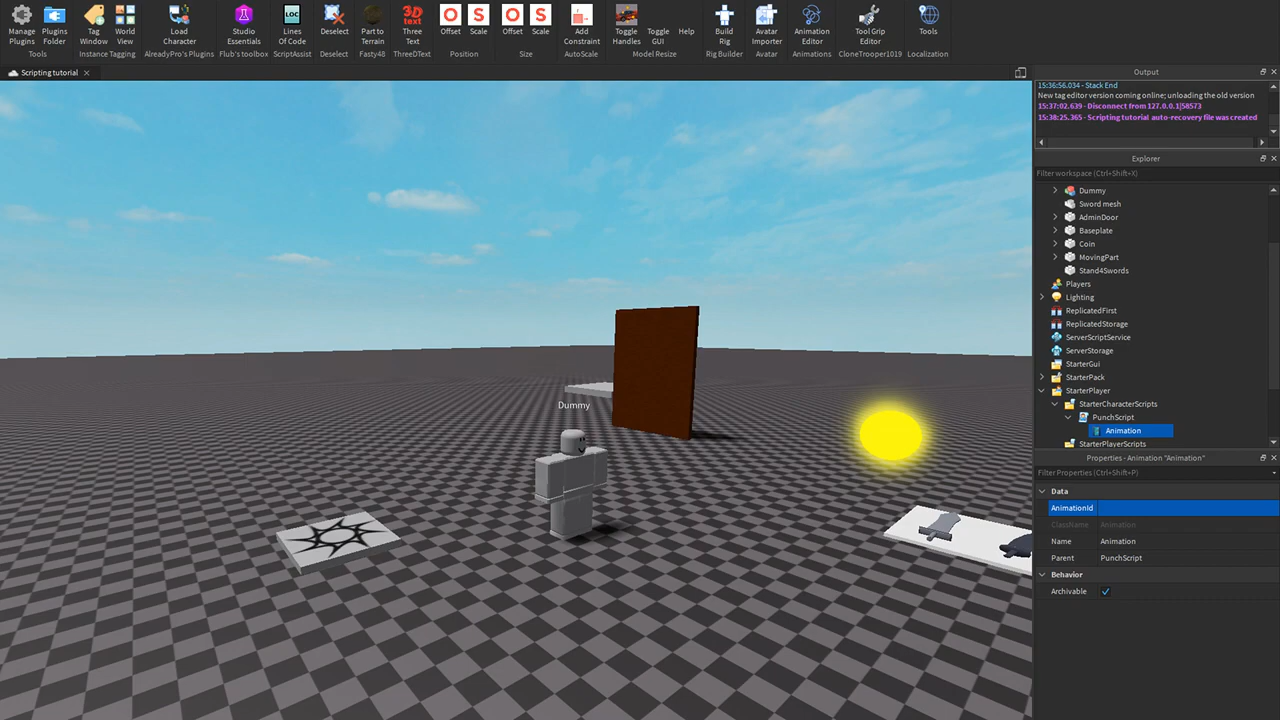 Manage Plugins
Plugins Folder
Tools
Tag Window
World View
Instance Tagging
Load Character
AlreadyPro's Plugins
Studio Essentials
Flub's toolbox
LOC
Lines Of Code
ScriptAssist
Deselect
Deselect
Part to Terrain
Fasty48
3D text
Three Text
ThreeDText
O
Offset
S
Scale
Position
O
Offset
S
Scale
Size
Add Constraint
AutoScale
Toggle Handles
Toggle GUI
Help
Model Resize
Build Rig
Rig Builder
Avatar Importer
Avatar
Animation Editor
Animations
Tool Grip Editor
CloneTrooper1019
Tools
Localization
Scripting tutorial
Output
15:36:56.034 - Stack End
New tag editor version coming online; unloading the old version
15:37:02.639 - Disconnect from 127.0.0.1|58573
15:38:25.365 - Scripting tutorial auto-recovery file was created
Explorer
Filter workspace (Ctrl+Shift+X)
Dummy
Sword mesh
AdminDoor
Baseplate
Coin
MovingPart
Stand4Swords
Players
Lighting
ReplicatedFirst
ReplicatedStorage
ServerScriptService
ServerStorage
StarterGui
StarterPack
StarterPlayer
StarterCharacterScripts
PunchScript
Animation
StarterPlayerScripts
Properties - Animation "Animation"
Filter Properties (Ctrl+Shift+P)
Data
AnimationId
ClassName Animation
Name Animation
Parent PunchScript
Behavior
Archivable
Dummy